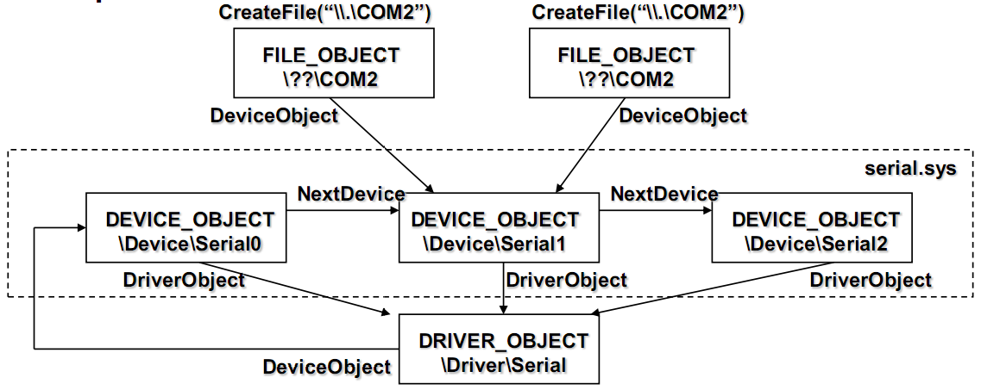 CreateFile(“\\.\COM2”)
CreateFile(“\\.\COM2”)
FILE_OBJECT
\??\COM2
FILE_OBJECT
\??\COM2
DeviceObject
DeviceObject
serial.sys
NextDevice
NextDevice
DEVICE_OBJECT
\Device\Serial0
DEVICE_OBJECT
\Device\Serial1
DEVICE_OBJECT
\Device\Serial2
DriverObject
DriverObject
DriverObject
DRIVER_OBJECT
\Driver\Serial
DeviceObject